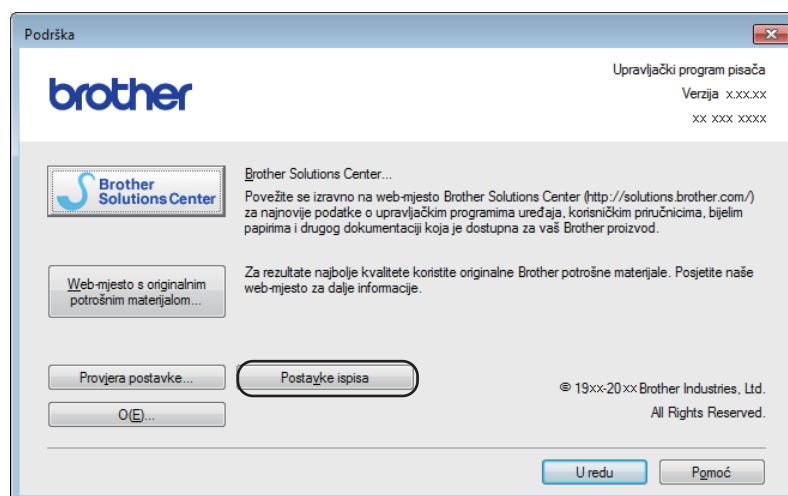 Podrška
brother
Upravljački program pisača
Verzija x.xx.xx
xx xxx xxxx
Brother
Solutions Center
Brother Solutions Center...
Povežite se izravno na web-mjesto Brother Solutions Center (http://solutions.brother.com/)
za najnovije podatke o upravljačkim programima uređaja, korisničkim priručnicima, bijelim
papirima i drugog dokumentaciji koja je dostupna za vaš Brother proizvod.
Web-mjesto s originalnim
potrošnim materijalom...
Za rezultate najbolje kvalitete koristite originalne Brother potrošne materijale. Posjetite naše
web-mjesto za dalje informacije.
Provjera postavke...
Postavke ispisa
O(E)...
© 19xx-20xx Brother Industries, Ltd.
All Rights Reserved.
U redu
Pomoć